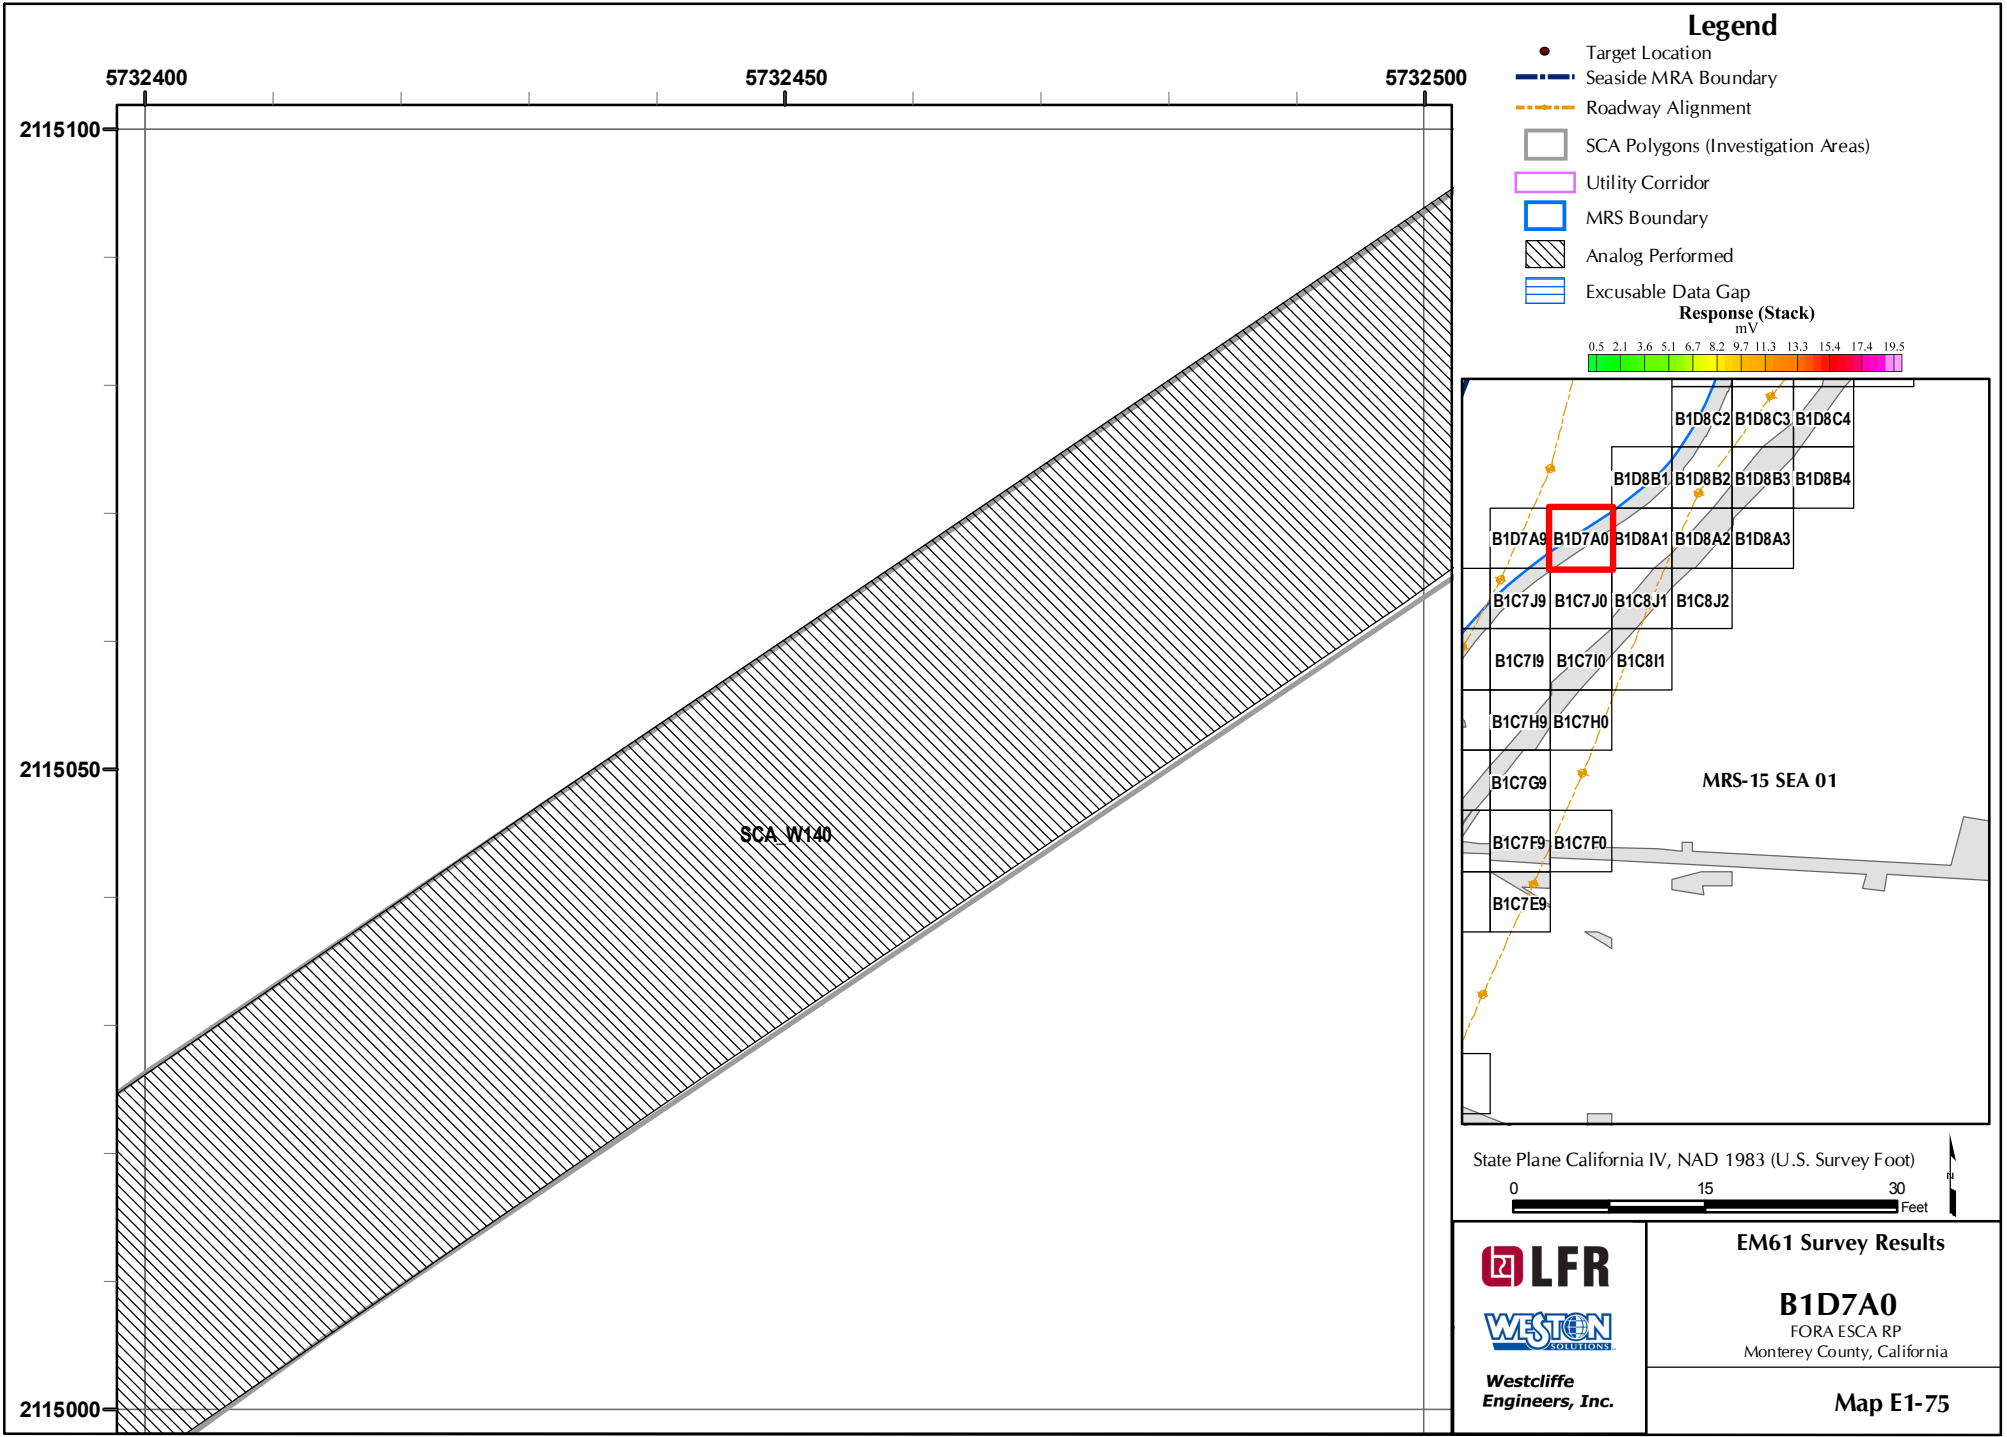 Legend
Target Location
Seaside MRA Boundary
Roadway Alignment
SCA Polygons (Investigation Areas)
Utility Corridor
MRS Boundary
Analog Performed
Excusable Data Gap
Response (Stack)
mV
0.5 2.1 3.6 5.1 6.7 8.2 9.7 11.3 13.3 15.4 17.4 19.5
5732400 5732450 5732500
2115100
2115050
2115000
SCA_W140
B1D8C2 B1D8C3 B1D8C4
B1D8B1 B1D8B2 B1D8B3 B1D8B4
B1D7A9 B1D7A0 B1D8A1 B1D8A2 B1D8A3
B1C7J9 B1C7J0 B1C8J1 B1C8J2
B1C7I9 B1C7I0 B1C8I1
B1C7H9 B1C7H0
B1C7G9
MRS-15 SEA 01
B1C7F9 B1C7F0
B1C7E9
State Plane California IV, NAD 1983 (U.S. Survey Foot)
0 15 30
Feet
N
LFR
WESTON
SOLUTIONS
Westcliffe
Engineers, Inc.
EM61 Survey Results
B1D7A0
FORA ESCA RP
Monterey County, California
Map E1-75